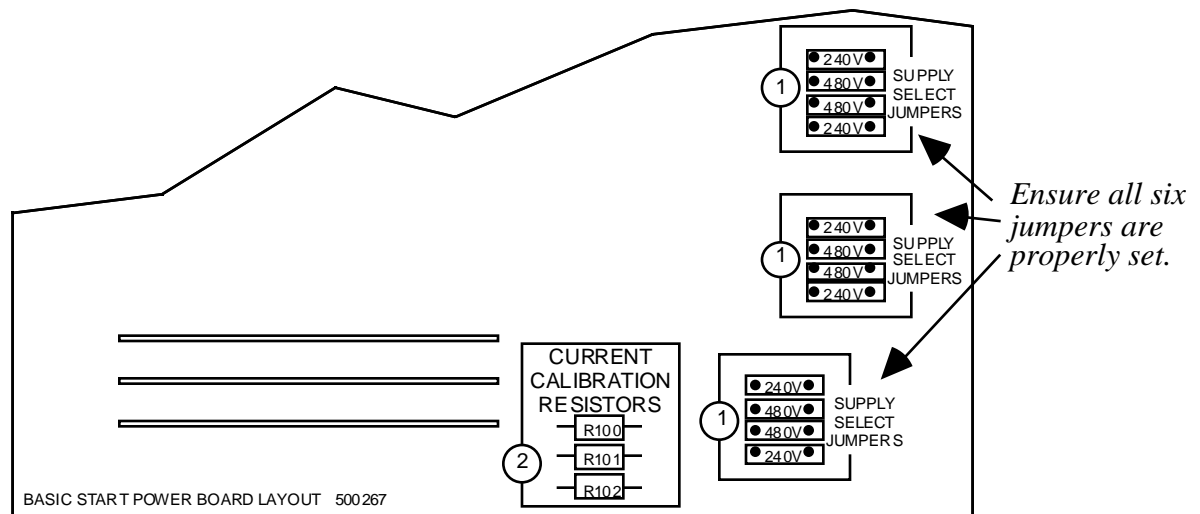 240V
480V
480V
240V
1
SUPPLY
SELECT
JUMPERS
Ensure all six
jumpers are
properly set.
240V
480V
480V
240V
1
SUPPLY
SELECT
JUMPERS
CURRENT
CALIBRATION
RESISTORS
R100
R101
R102
2
240V
480V
480V
240V
1
SUPPLY
SELECT
JUMPERS
BASIC START POWER BOARD LAYOUT 500267